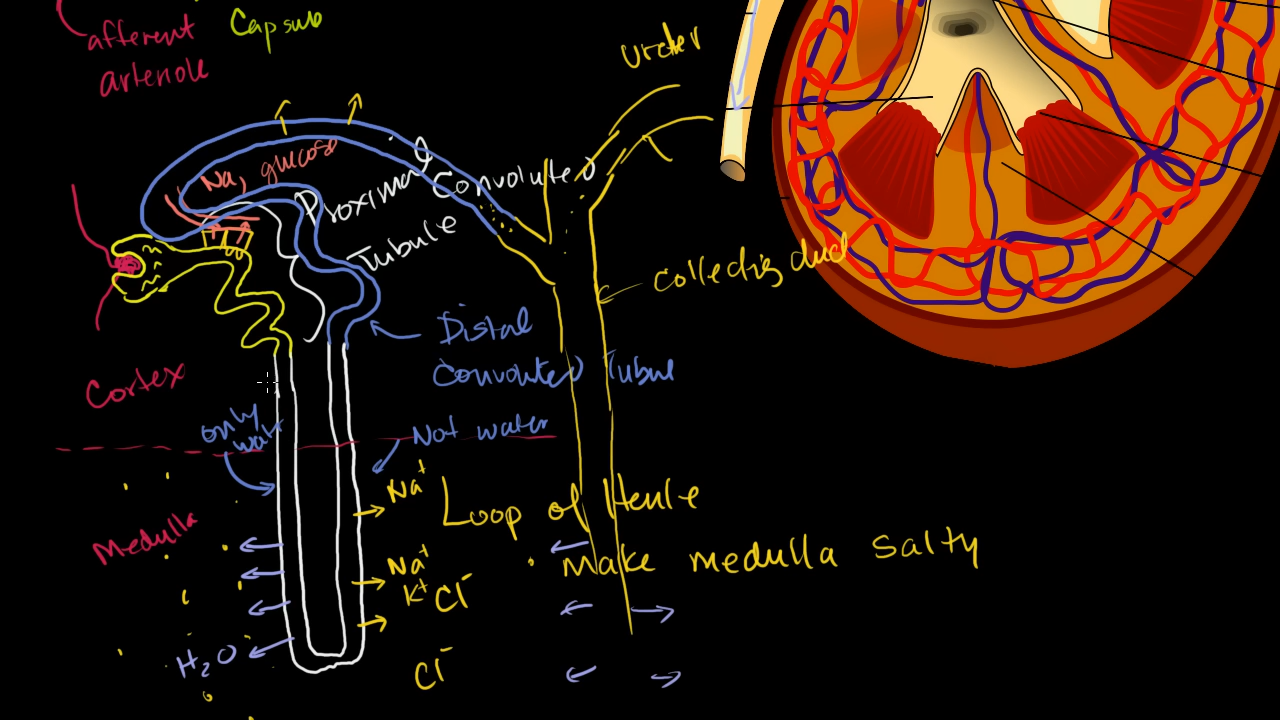 afferent
arteriole
Capsule
Ureter
Na, glucose
Proximal
Convoluted
Tubule
Collecting duct
Distal
Convoluted Tubule
Cortex
only
water
Not water
Medulla
Na+
Loop of Henle
Make medulla salty
Na+
K+ Cl-
H2O
Cl-